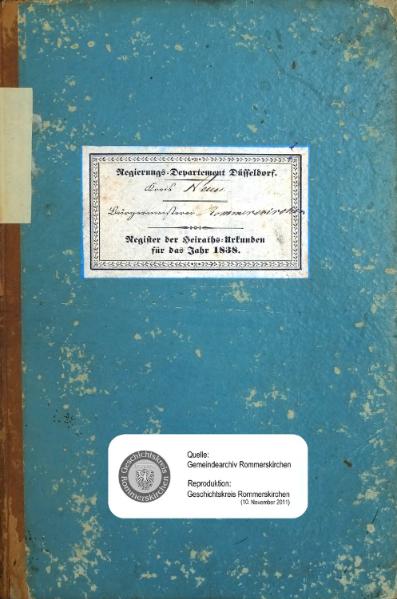 Regierungs-Departement Düsseldorf.
Kreis Neuss
Bürgermeisterei Rommerskirchen
Register der Heiraths-Urkunden
für das Jahr 1838.
Geschichtskreis
Rommerskirchen
Quelle:
Gemeindearchiv Rommerskirchen
Reproduktion:
Geschichtskreis Rommerskirchen
(10. November 2011)